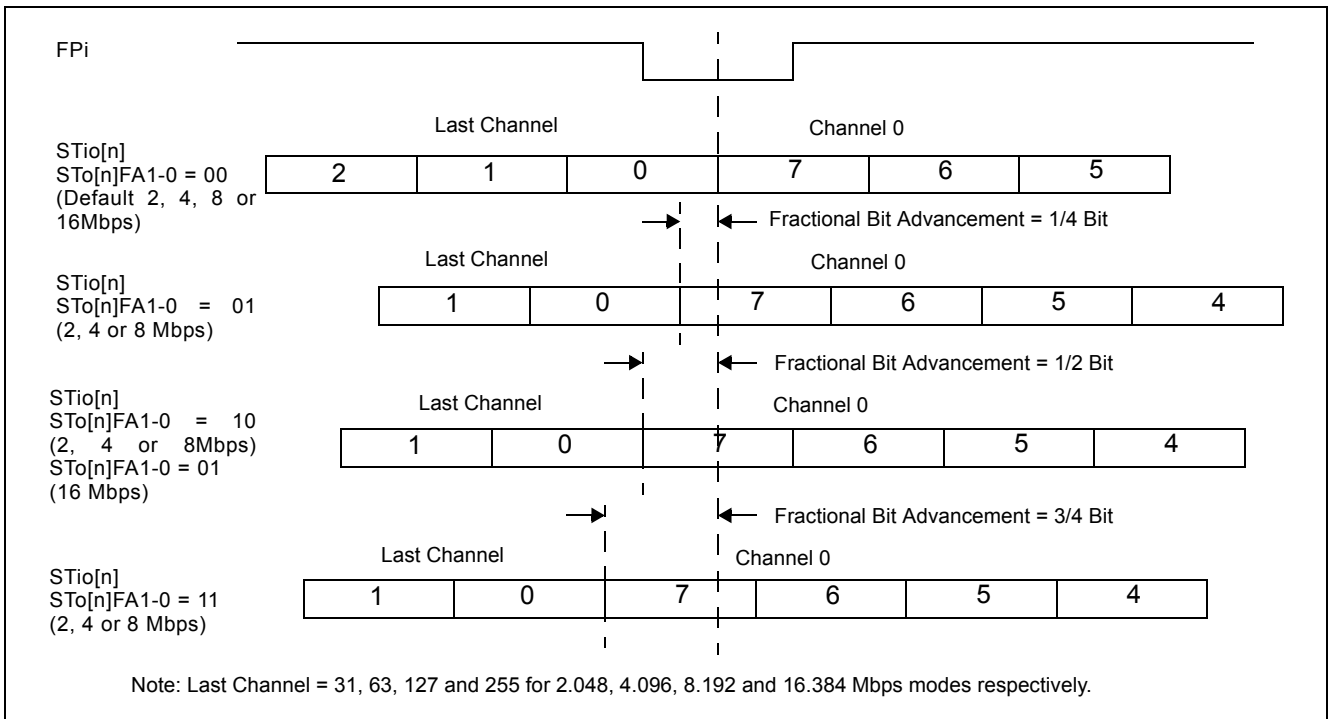 FPi
Last Channel
Channel 0
STio[n]
STo[n]FA1-0 = 00
(Default 2, 4, 8 or
16Mbps)
2 1 0 7 6 5
Fractional Bit Advancement = 1/4 Bit
Last Channel
Channel 0
STio[n]
STo[n]FA1-0 = 01
(2, 4 or 8 Mbps)
1 0 7 6 5 4
Fractional Bit Advancement = 1/2 Bit
Last Channel
Channel 0
STio[n]
STo[n]FA1-0 = 10
(2, 4 or 8Mbps)
STo[n]FA1-0 = 01
(16 Mbps)
1 0 7 6 5 4
Fractional Bit Advancement = 3/4 Bit
Last Channel
Channel 0
STio[n]
STo[n]FA1-0 = 11
(2, 4 or 8 Mbps)
1 0 7 6 5 4
Note: Last Channel = 31, 63, 127 and 255 for 2.048, 4.096, 8.192 and 16.384 Mbps modes respectively.